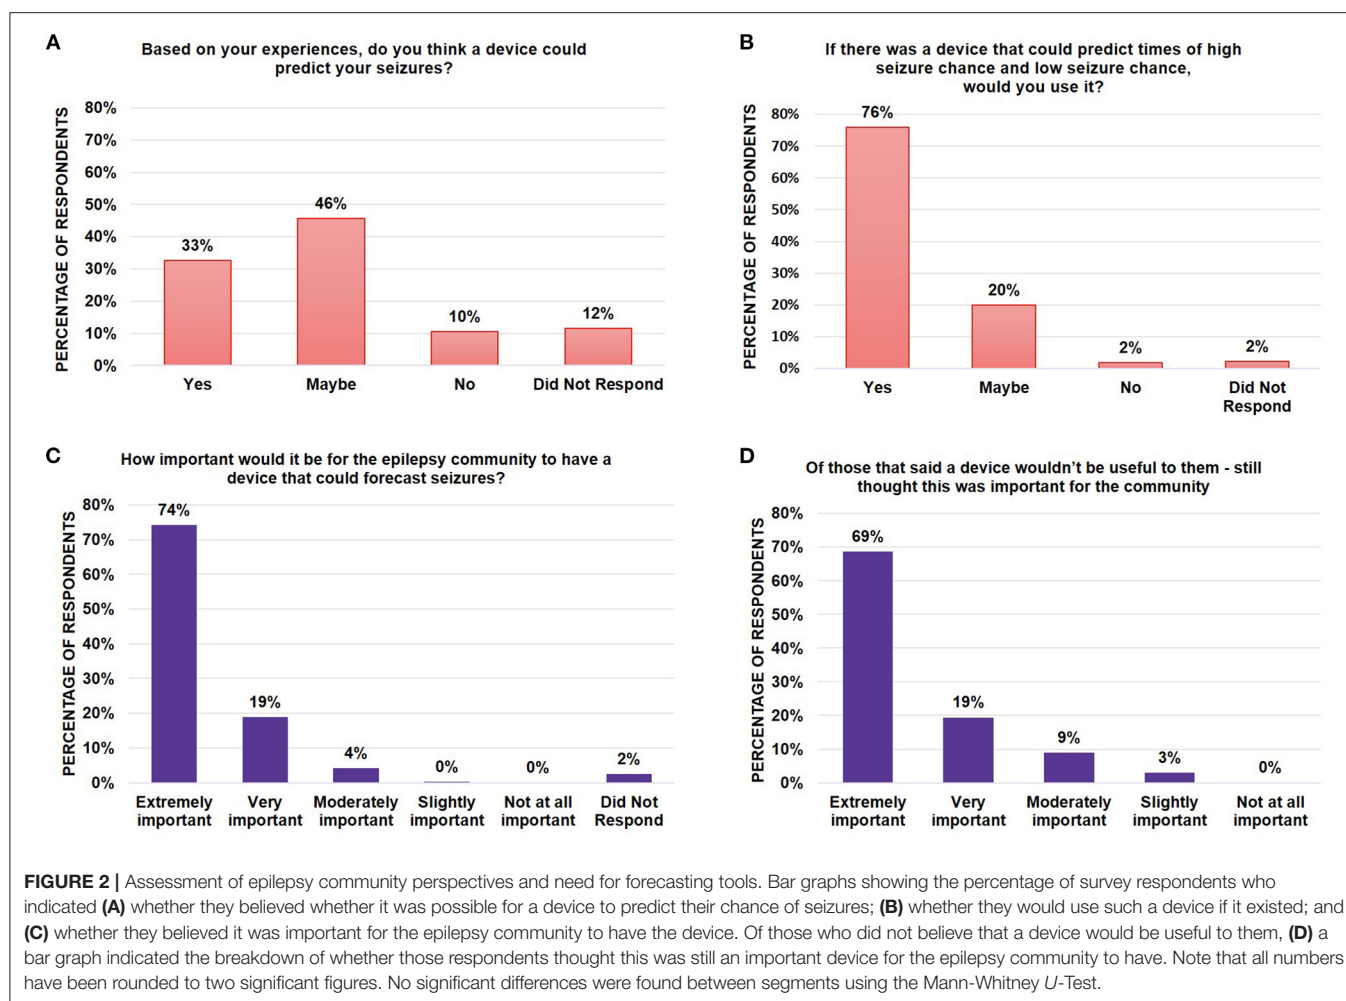 A
Based on your experiences, do you think a device could
predict your seizures?
PERCENTAGE OF RESPONDENTS
80%
70%
60%
50%
40%
30%
20%
10%
0%
33%
46%
10%
12%
Yes
Maybe
No
Did Not Respond
B
If there was a device that could predict times of high
seizure chance and low seizure chance,
would you use it?
PERCENTAGE OF RESPONDENTS
80%
70%
60%
50%
40%
30%
20%
10%
0%
76%
20%
2%
2%
Yes
Maybe
No
Did Not
Respond
C
How important would it be for the epilepsy community to have a
device that could forecast seizures?
PERCENTAGE OF RESPONDENTS
80%
70%
60%
50%
40%
30%
20%
10%
0%
74%
19%
4%
0%
0%
2%
Extremely
important
Very
important
Moderately
important
Slightly
important
Not at all
important
Did Not
Respond
D
Of those that said a device wouldn't be useful to them - still
thought this was important for the community
PERCENTAGE OF RESPONDENTS
80%
70%
60%
50%
40%
30%
20%
10%
0%
69%
19%
9%
3%
0%
Extremely
important
Very
important
Moderately
important
Slightly
important
Not at all
important
FIGURE 2 | Assessment of epilepsy community perspectives and need for forecasting tools. Bar graphs showing the percentage of survey respondents who
indicated (A) whether they believed whether it was possible for a device to predict their chance of seizures; (B) whether they would use such a device if it existed; and
(C) whether they believed it was important for the epilepsy community to have the device. Of those who did not believe that a device would be useful to them, (D) a
bar graph indicated the breakdown of whether those respondents thought this was still an important device for the epilepsy community to have. Note that all numbers
have been rounded to two significant figures. No significant differences were found between segments using the Mann-Whitney U-Test.